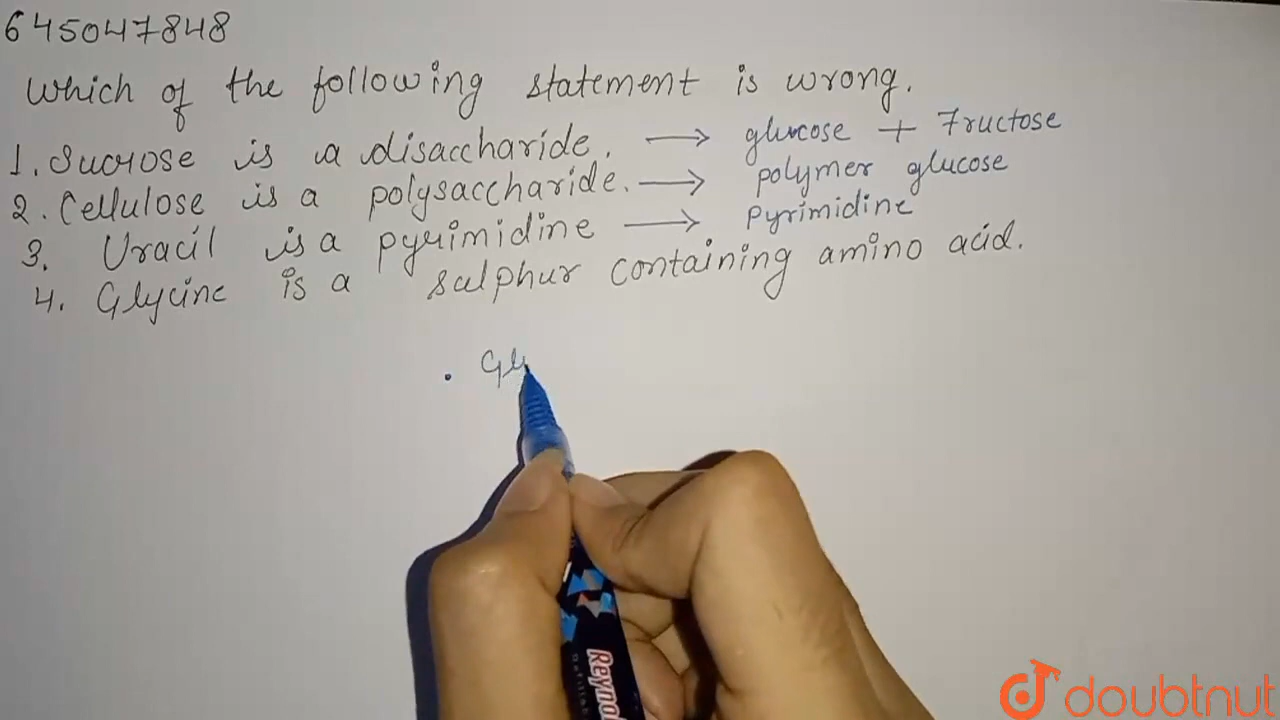 645047848
Which of the following statement is wrong.
1. Sucrose is a disaccharide. → glucose + Fructose
2. Cellulose is a polysaccharide. → polymer glucose
3. Uracil is a pyrimidine → Pyrimidine
4. Glycine is a sulphur containing amino acid.
. Gly
Reynol
doubtnut